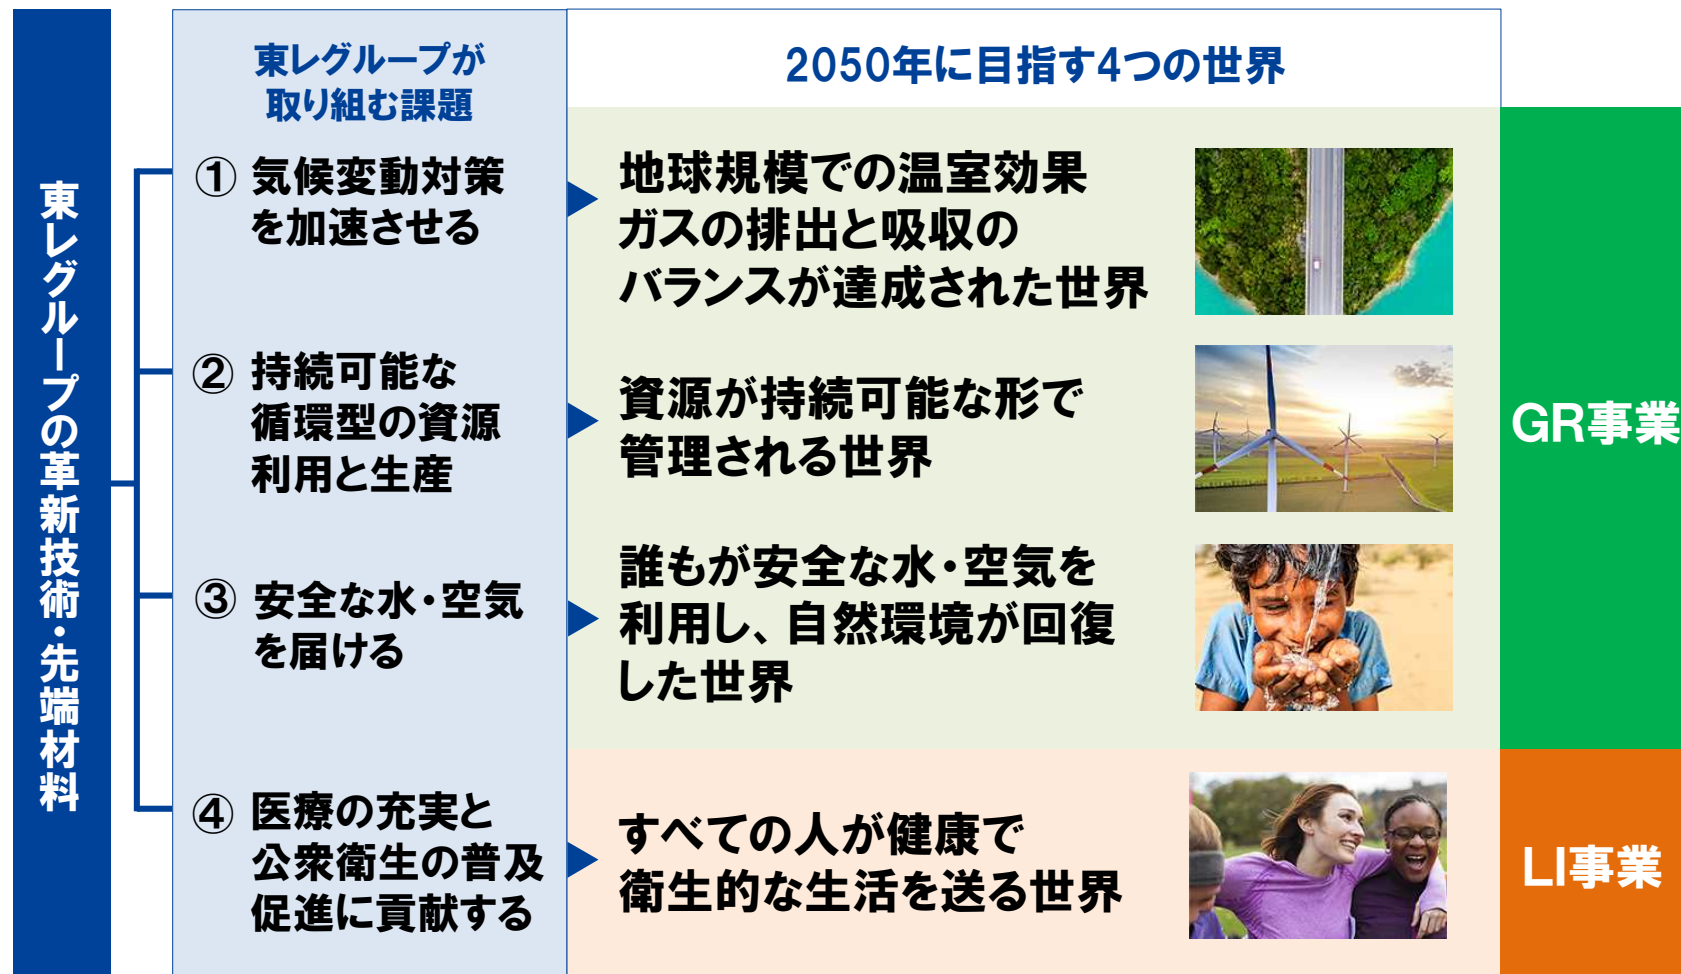 東レグループの革新技術・先端材料
東レグループが
取り組む課題
2050年に目指す4つの世界
① 気候変動対策
を加速させる
地球規模での温室効果
ガスの排出と吸収の
バランスが達成された世界
② 持続可能な
循環型の資源
利用と生産
資源が持続可能な形で
管理される世界
③ 安全な水・空気
を届ける
誰もが安全な水・空気を
利用し、自然環境が回復
した世界
GR事業
④ 医療の充実と
公衆衛生の普及
促進に貢献する
すべての人が健康で
衛生的な生活を送る世界
LI事業